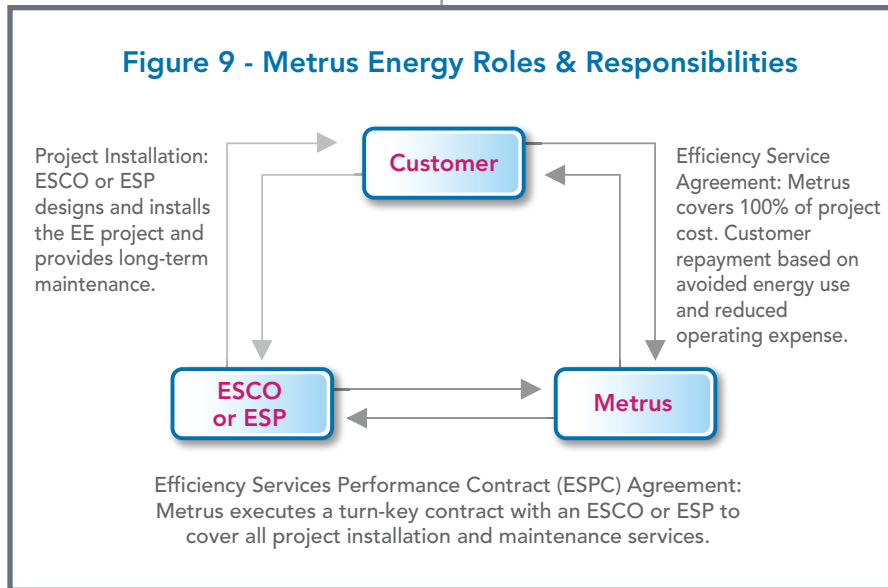 Figure 9 - Metrus Energy Roles & Responsibilities
Customer
Project Installation:
ESCO or ESP
designs and installs
the EE project and
provides long-term
maintenance.
Efficiency Service
Agreement: Metrus
covers 100% of project
cost. Customer
repayment based on
avoided energy use
and reduced
operating expense.
ESCO
or ESP
Metrus
Efficiency Services Performance Contract (ESPC) Agreement:
Metrus executes a turn-key contract with an ESCO or ESP to
cover all project installation and maintenance services.